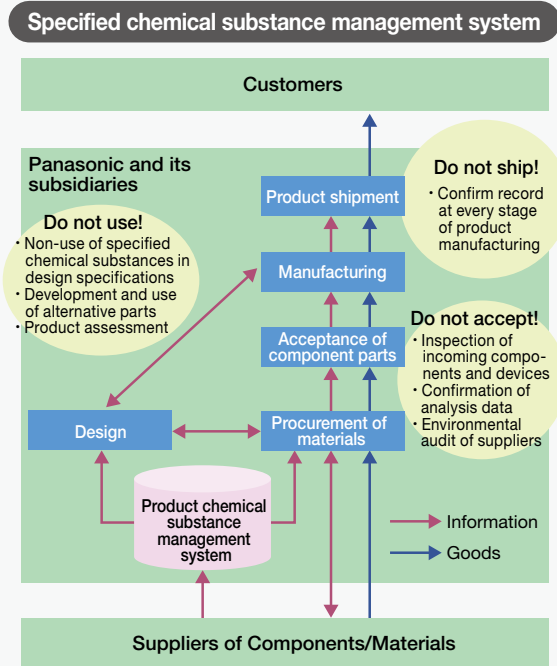 Specified chemical substance management system
Customers
Panasonic and its
subsidiaries
Do not use!
・Non-use of specified
chemical substances in
design specifications
・Development and use
of alternative parts
・Product assessment
Product shipment
Do not ship!
・Confirm record
at every stage
of product
manufacturing
Manufacturing
Acceptance of
component parts
Do not accept!
・Inspection of
incoming compo-
nents and devices
・Confirmation of
analysis data
・Environmental
audit of suppliers
Design
Procurement of
materials
Product chemical
substance
management
system
Information
Goods
Suppliers of Components/Materials